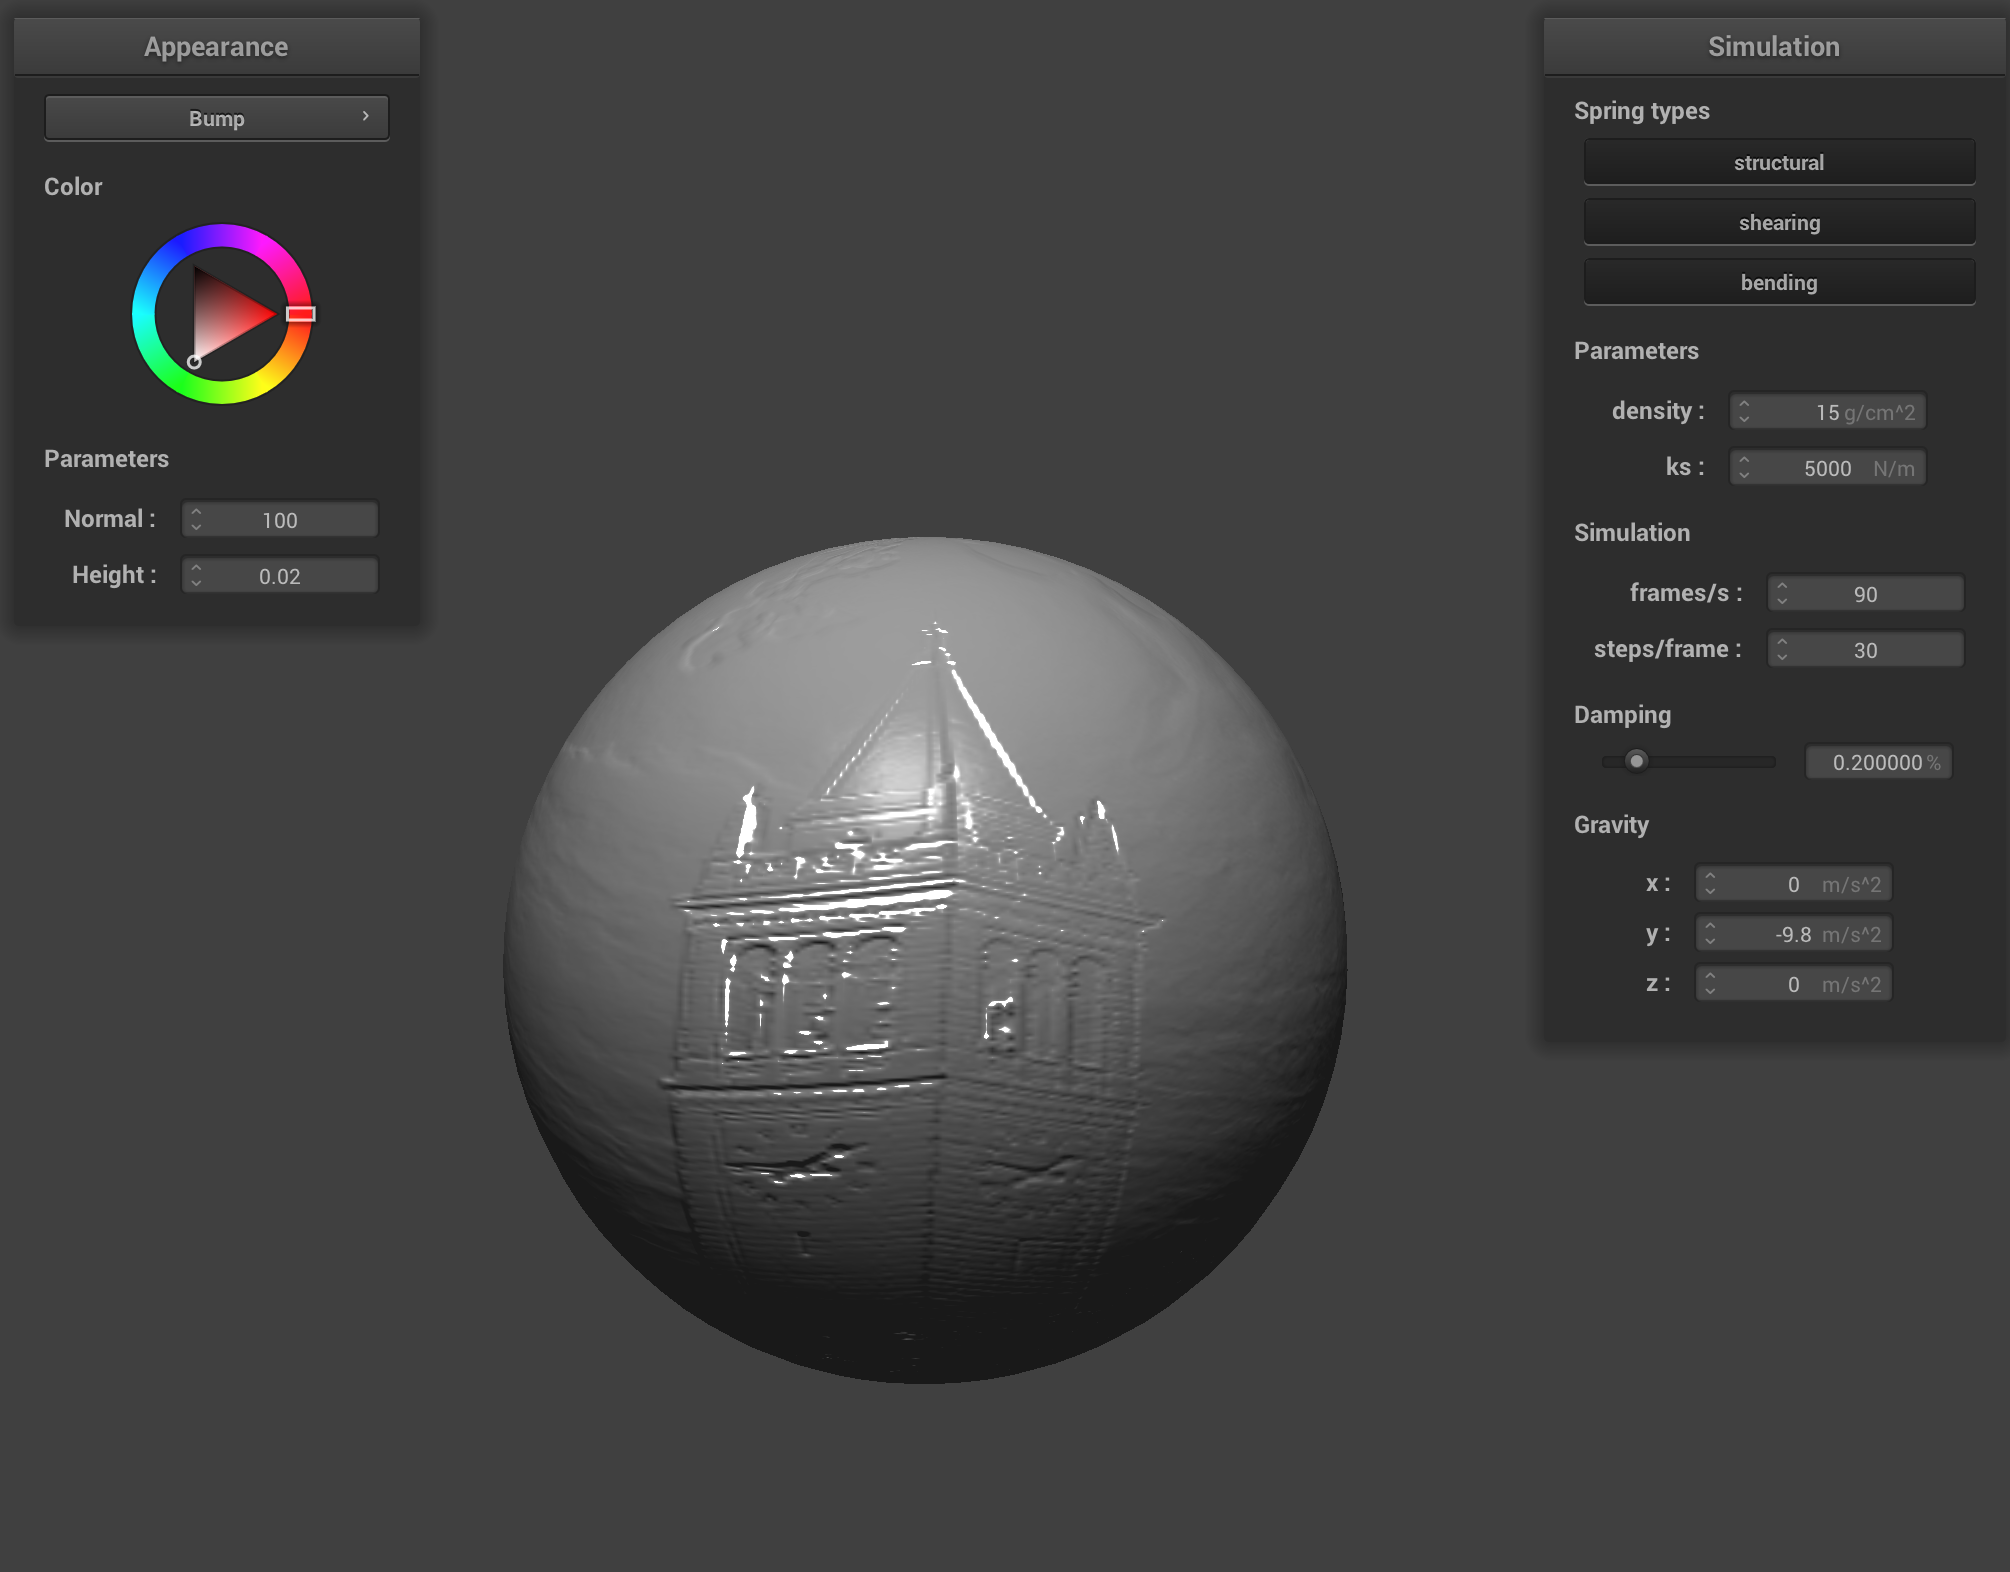 Appearance
Bump
Color
Parameters
Normal : 100
Height : 0.02
Simulation
Spring types
structural
shearing
bending
Parameters
density : 15 g/cm^2
ks : 5000 N/m
Simulation
frames/s : 90
steps/frame : 30
Damping
0.200000 %
Gravity
x : 0 m/s^2
y : -9.8 m/s^2
z : 0 m/s^2